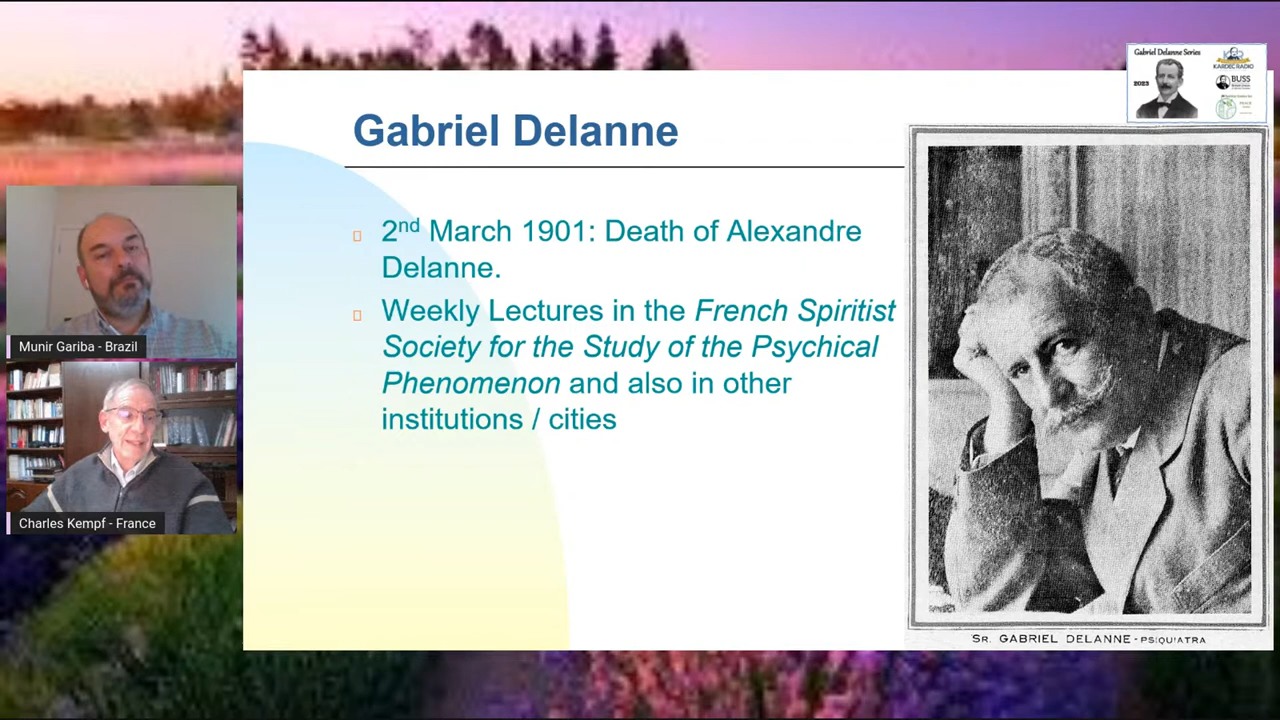 Gabriel Delanne Series
2023
KARDEC RADIO
BUSS
Gabriel Delanne
2nd March 1901: Death of Alexandre
Delanne.
Weekly Lectures in the French Spiritist
Society for the Study of the Psychical
Phenomenon and also in other
institutions / cities
Munir Gariba - Brazil
Charles Kempf - France
SR. GABRIEL DELANNE - PSIQUIATRA